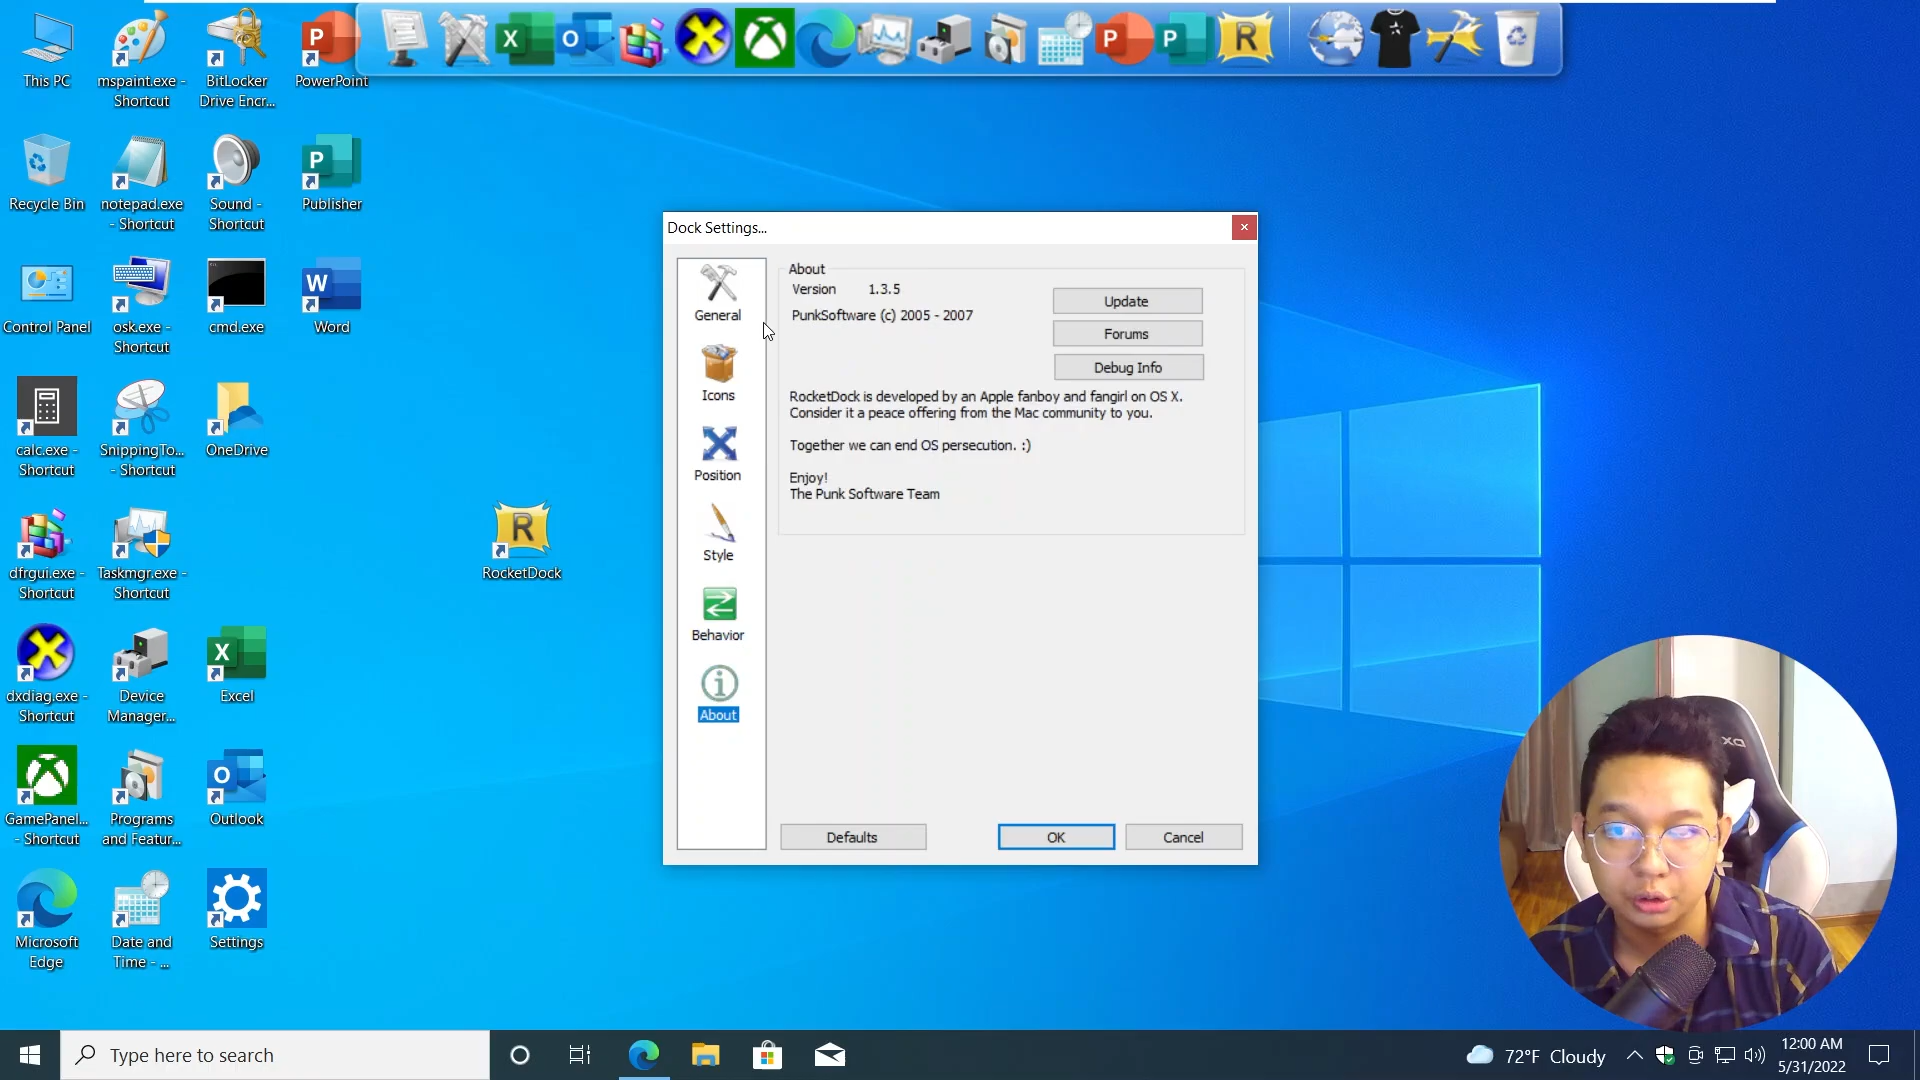 This PC
mspaint.exe - Shortcut
BitLocker Drive Encr...
PowerPoint
Recycle Bin
notepad.exe - Shortcut
Sound - Shortcut
Publisher
Control Panel
osk.exe - Shortcut
cmd.exe
Word
calc.exe - Shortcut
SnippingTo... - Shortcut
OneDrive
dfrgui.exe - Shortcut
Taskmgr.exe - Shortcut
RocketDock
dxdiag.exe - Shortcut
Device Manager...
Excel
GamePanel... - Shortcut
Programs and Featur...
Outlook
Microsoft Edge
Date and Time - ...
Settings
Dock Settings...
General
Icons
Position
Style
Behavior
About
About
Version 1.3.5
PunkSoftware (c) 2005 - 2007
Update
Forums
Debug Info
RocketDock is developed by an Apple fanboy and fangirl on OS X.
Consider it a peace offering from the Mac community to you.
Together we can end OS persecution. :)
Enjoy!
The Punk Software Team
Defaults
OK
Cancel
Type here to search
72°F Cloudy
12:00 AM
5/31/2022